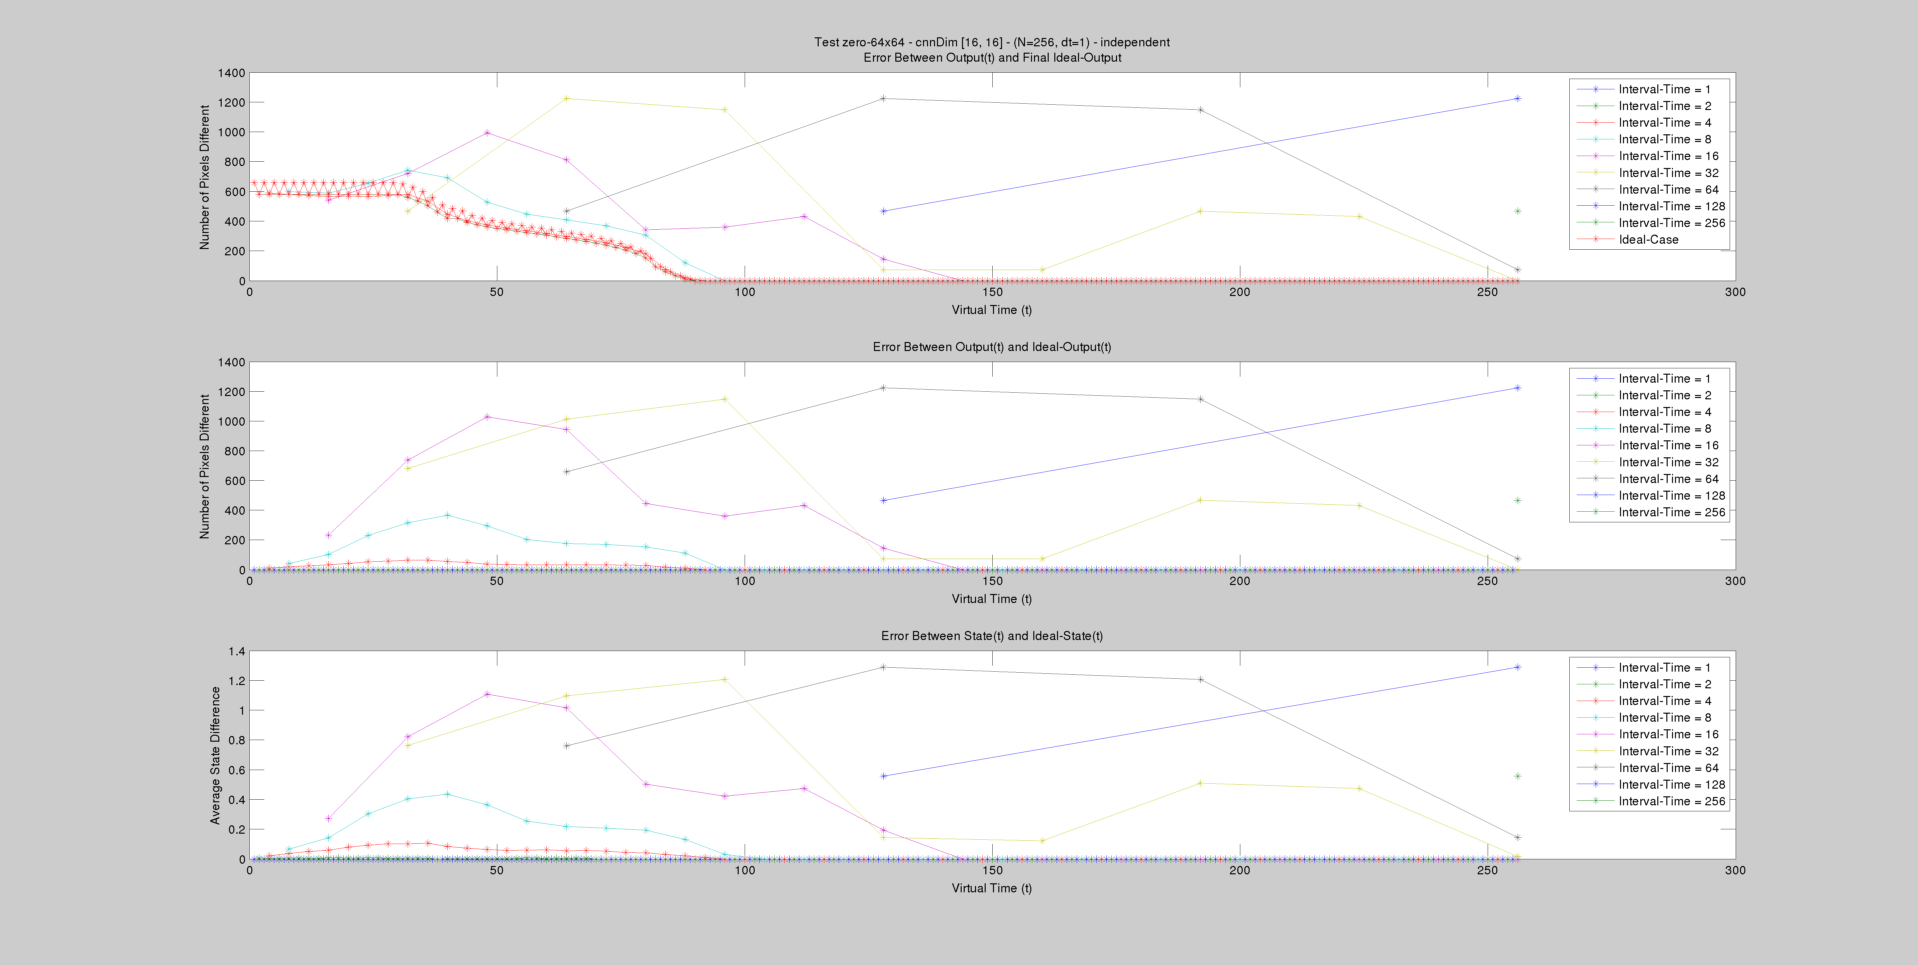 Test zero-64x64 - cnnDim [16, 16] - (N=256, dt=1) - independent
Error Between Output(t) and Final Ideal-Output
Number of Pixels Different
1400
1200
1000
800
600
400
200
0
0 50 100 150 200 250 300
Virtual Time (t)
Interval-Time = 1
Interval-Time = 2
Interval-Time = 4
Interval-Time = 8
Interval-Time = 16
Interval-Time = 32
Interval-Time = 64
Interval-Time = 128
Interval-Time = 256
Ideal-Case
Error Between Output(t) and Ideal-Output(t)
Number of Pixels Different
1400
1200
1000
800
600
400
200
0
0 50 100 150 200 250 300
Virtual Time (t)
Interval-Time = 1
Interval-Time = 2
Interval-Time = 4
Interval-Time = 8
Interval-Time = 16
Interval-Time = 32
Interval-Time = 64
Interval-Time = 128
Interval-Time = 256
Error Between State(t) and Ideal-State(t)
Average State Difference
1.4
1.2
1
0.8
0.6
0.4
0.2
0
0 50 100 150 200 250 300
Virtual Time (t)
Interval-Time = 1
Interval-Time = 2
Interval-Time = 4
Interval-Time = 8
Interval-Time = 16
Interval-Time = 32
Interval-Time = 64
Interval-Time = 128
Interval-Time = 256